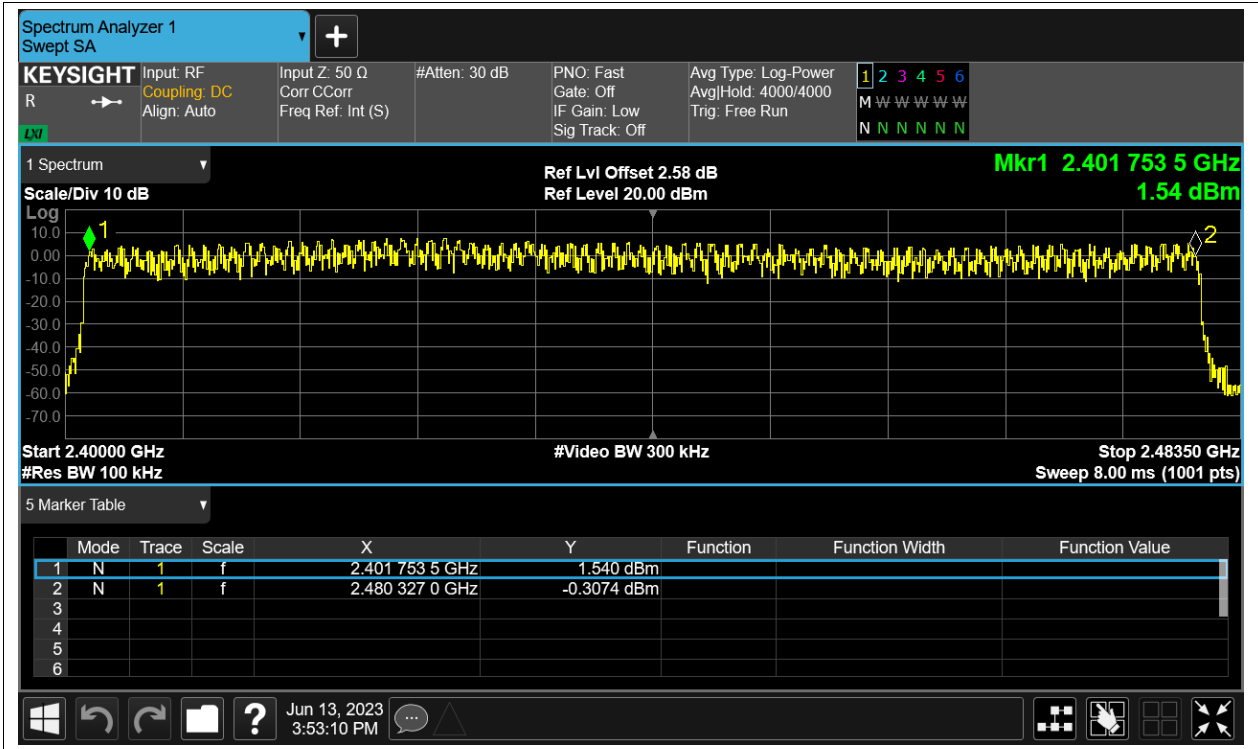 Spectrum Analyzer 1
Swept SA
KEYSIGHT
R
LXI
Input: RF
Coupling: DC
Align: Auto
Input Z: 50 Ω
Corr CCorr
Freq Ref: Int (S)
#Atten: 30 dB
PNO: Fast
Gate: Off
IF Gain: Low
Sig Track: Off
Avg Type: Log-Power
Avg|Hold: 4000/4000
Trig: Free Run
1 2 3 4 5 6
M W W W W W
N N N N N N
1 Spectrum
Scale/Div 10 dB
Ref Lvl Offset 2.58 dB
Ref Level 20.00 dBm
Mkr1 2.401 753 5 GHz
1.54 dBm
Log
10.0
0.00
-10.0
-20.0
-30.0
-40.0
-50.0
-60.0
-70.0
1
2
Start 2.40000 GHz
#Res BW 100 kHz
#Video BW 300 kHz
Stop 2.48350 GHz
Sweep 8.00 ms (1001 pts)
5 Marker Table
Mode Trace Scale X Y Function Function Width Function Value
1 N 1 f 2.401 753 5 GHz 1.540 dBm
2 N 1 f 2.480 327 0 GHz -0.3074 dBm
3
4
5
6
?
Jun 13, 2023
3:53:10 PM